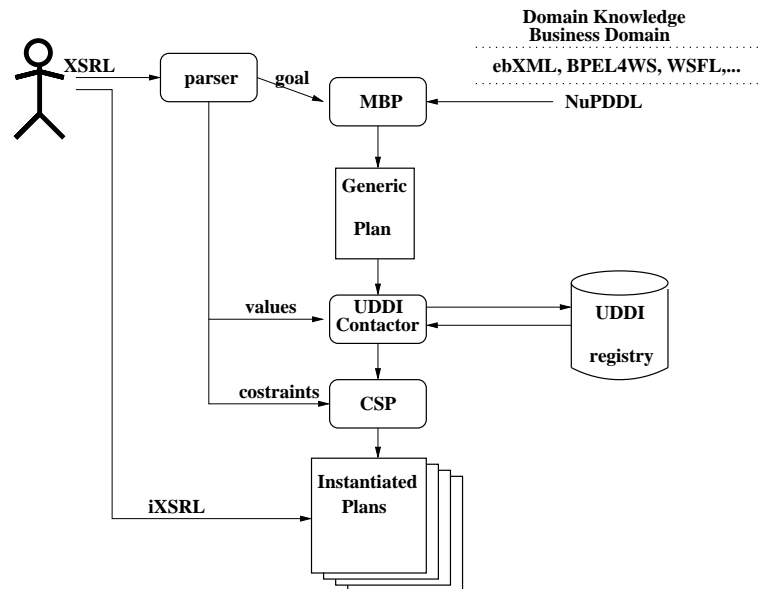 Domain Knowledge
Business Domain
XSRL
parser
goal
ebXML, BPEL4WS, WSFL,...
MBP
NuPDDL
Generic
Plan
values
UDDI
Contactor
UDDI
registry
costraints
CSP
Instantiated
Plans
iXSRL